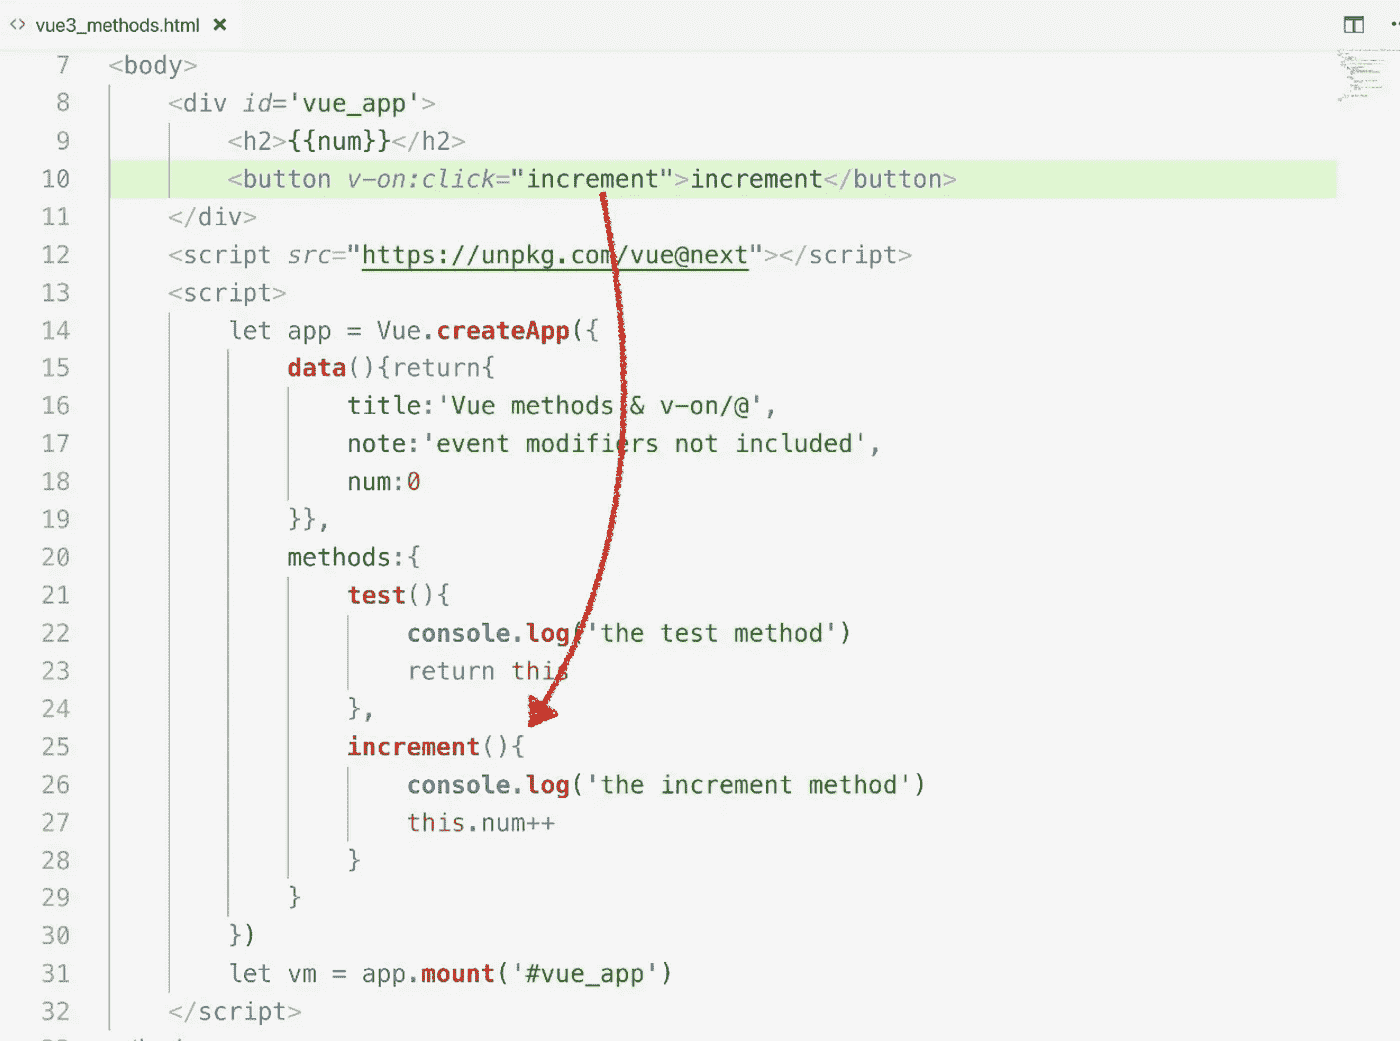 <> vue3_methods.html ×
7 <body>
8 <div id='vue_app'>
9 <h2>{{num}}</h2>
10 <button v-on:click="increment">increment</button>
11 </div>
12 <script src="https://unpkg.com/vue@next"></script>
13 <script>
14 let app = Vue.createApp({
15 data(){return{
16 title:'Vue methods & v-on/@',
17 note:'event modifiers not included',
18 num:0
19 }},
20 methods:{
21 test(){
22 console.log('the test method')
23 return this
24 },
25 increment(){
26 console.log('the increment method')
27 this.num++
28 }
29 }
30 })
31 let vm = app.mount('#vue_app')
32 </script>